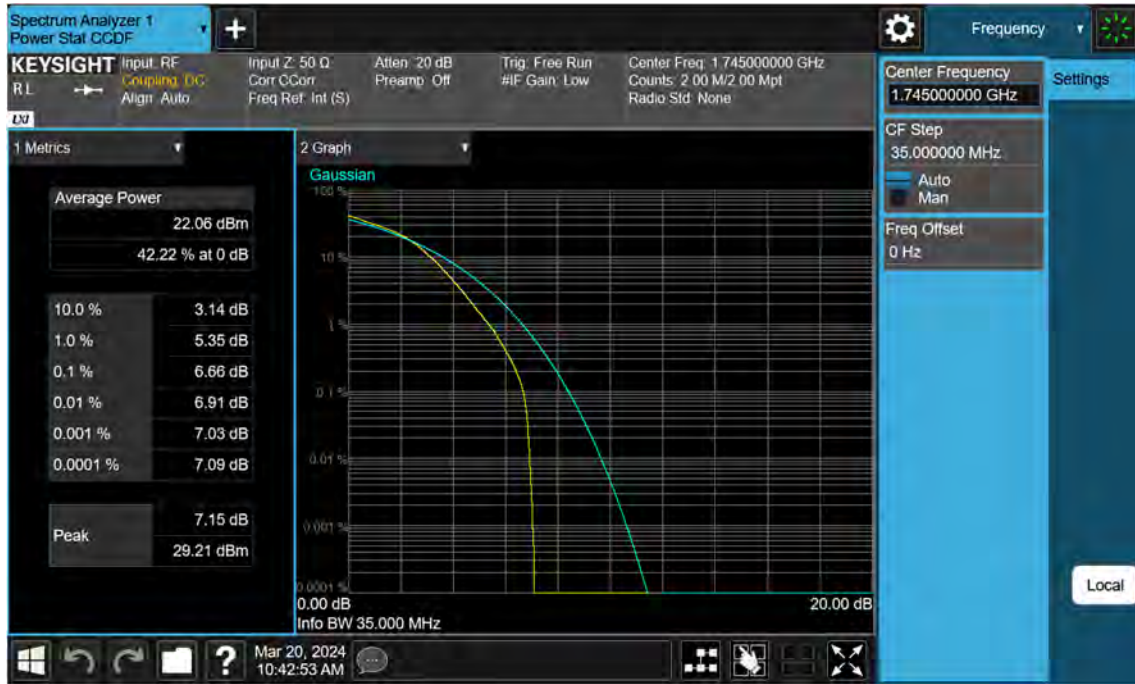 Spectrum Analyzer 1
Power Stat CCDF
+
Frequency
KEYSIGHT
RL
LXI
Input: RF
Coupling: DC
Align: Auto
Input Z: 50 Ω
Corr CCorr
Freq Ref: Int (S)
Atten: 20 dB
Preamp: Off
Trig: Free Run
#IF Gain: Low
Center Freq: 1.745000000 GHz
Counts: 2.00 M/2.00 Mpt
Radio Std: None
Center Frequency
1.745000000 GHz
Settings
CF Step
35.000000 MHz
Auto
Man
Freq Offset
0 Hz
Local
1 Metrics
Average Power
22.06 dBm
42.22 % at 0 dB
10.0 % 3.14 dB
1.0 % 5.35 dB
0.1 % 6.66 dB
0.01 % 6.91 dB
0.001 % 7.03 dB
0.0001 % 7.09 dB
Peak
7.15 dB
29.21 dBm
2 Graph
Gaussian
100 %
10 %
1 %
0.1 %
0.01 %
0.001 %
0.0001 %
0.00 dB 20.00 dB
Info BW 35.000 MHz
?
Mar 20, 2024
10:42:53 AM